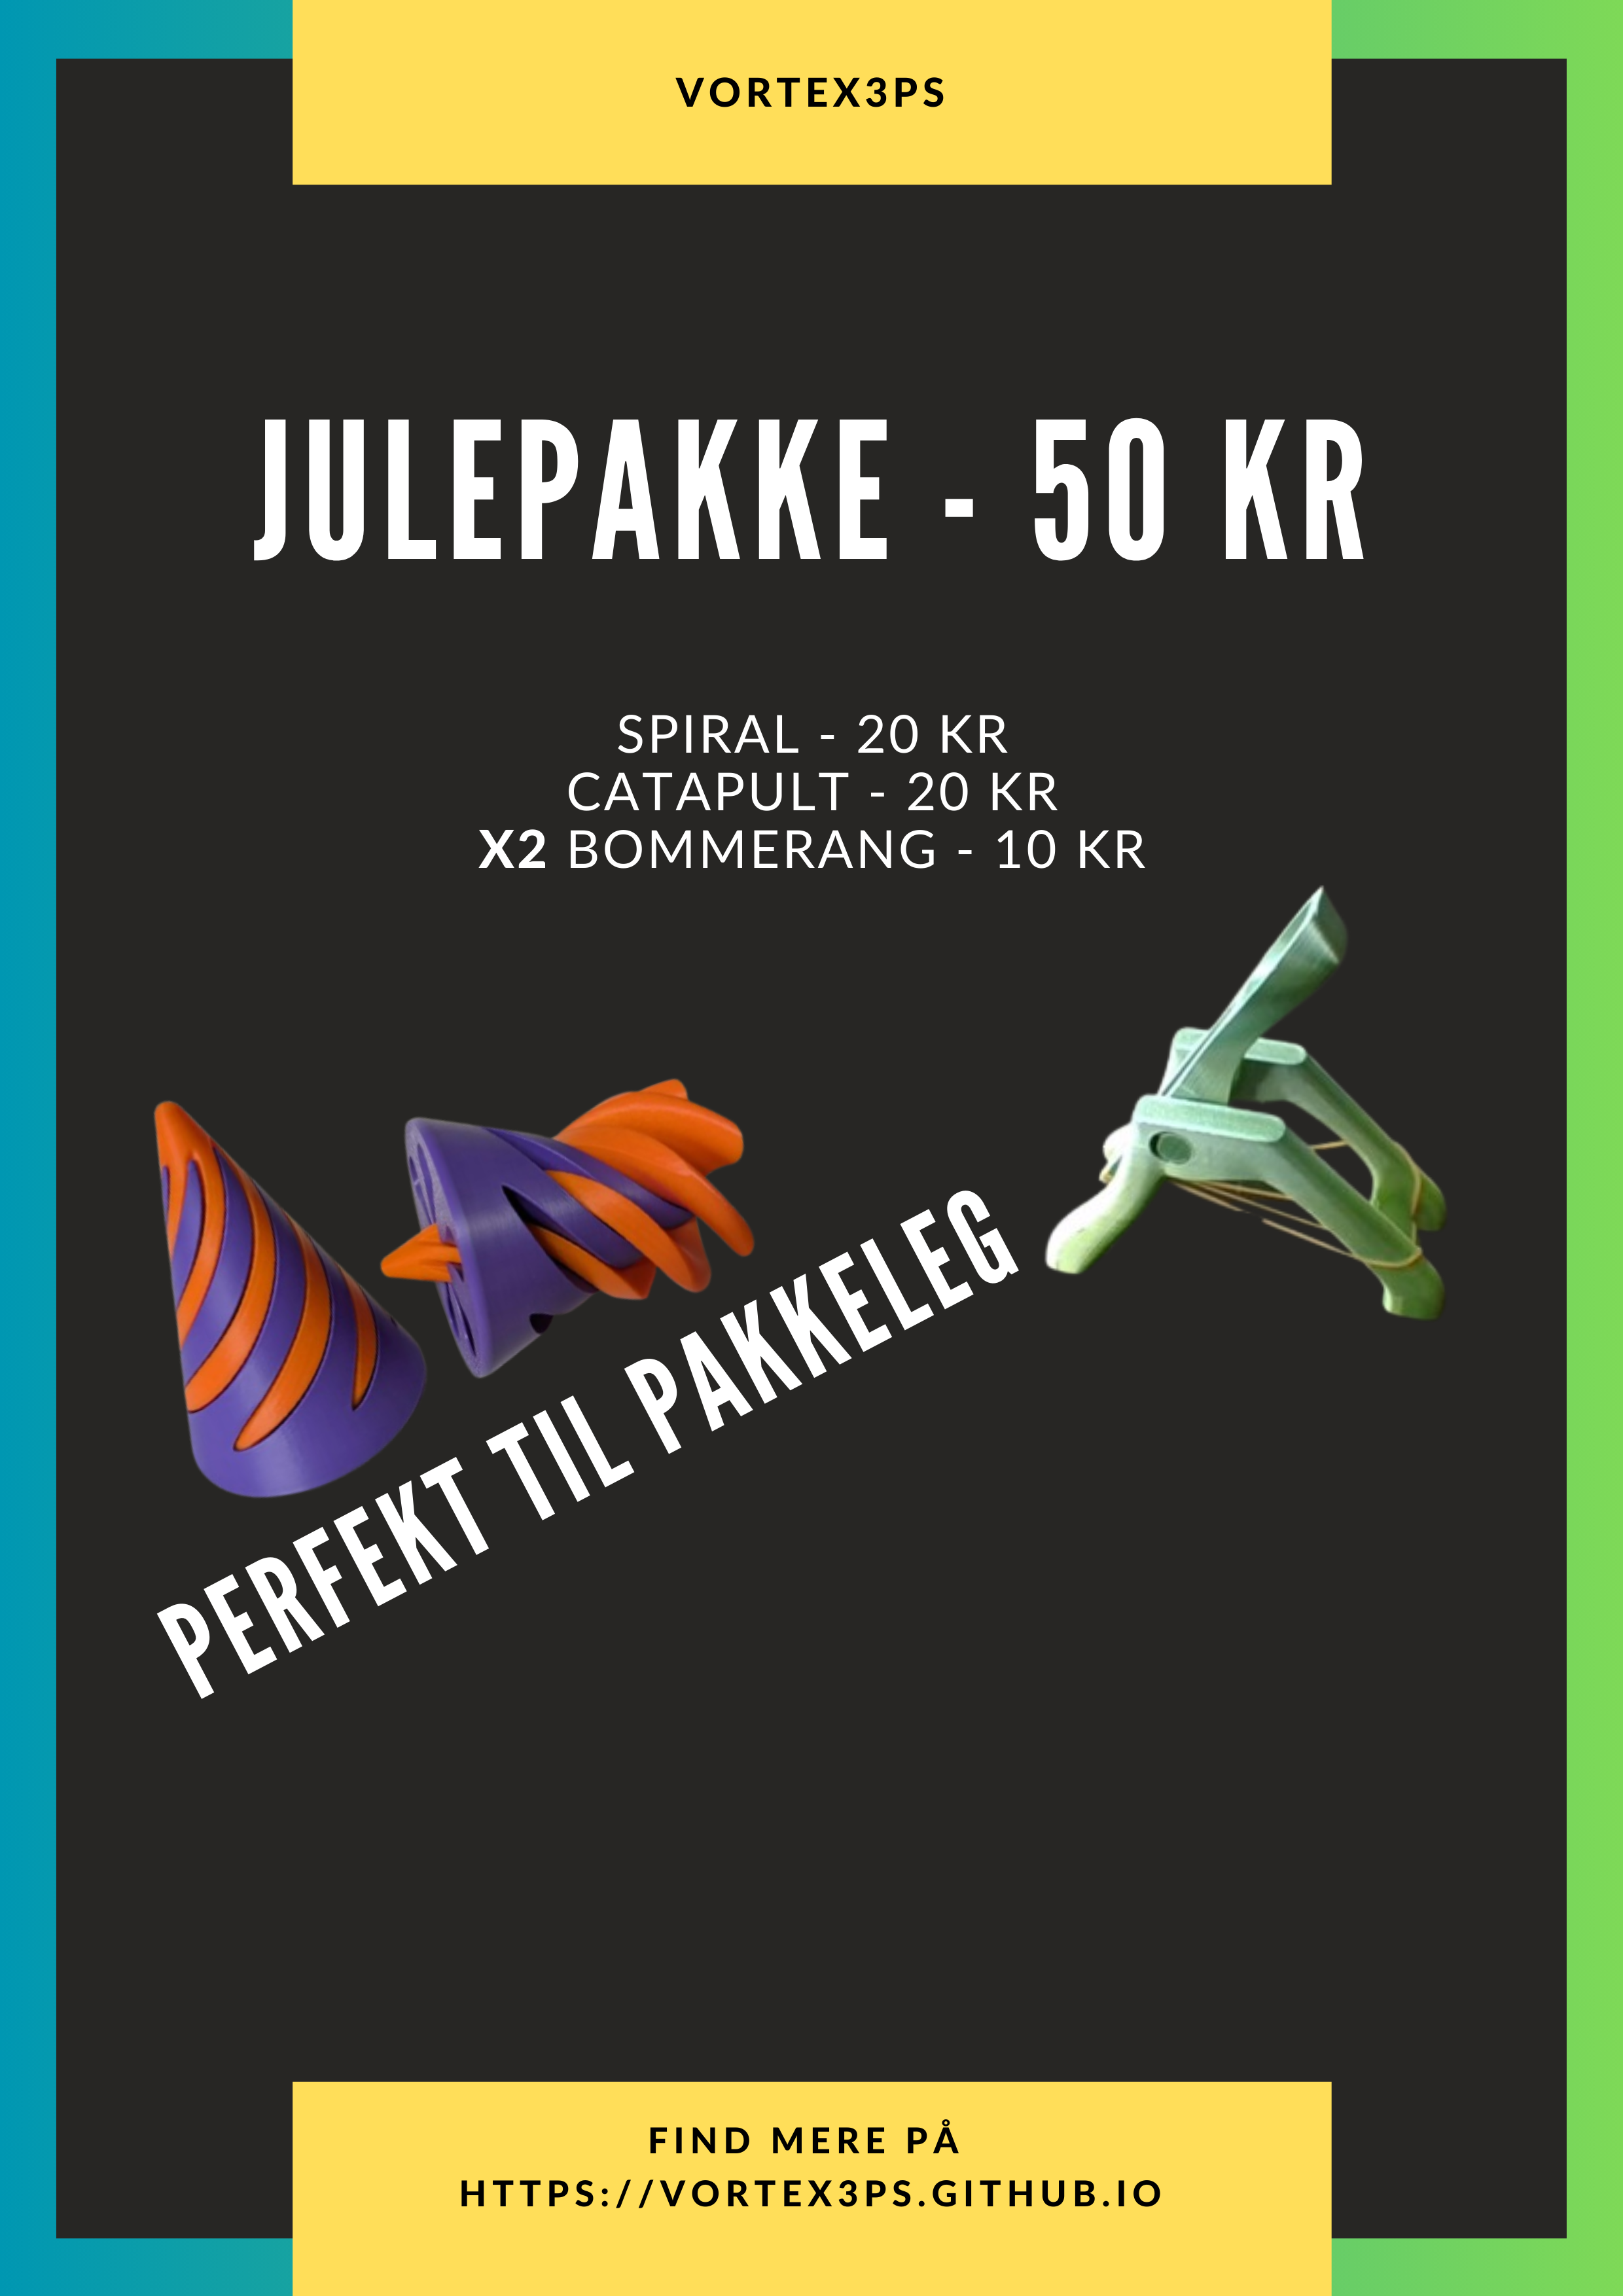 VORTEX3PS
JULEPAKKE - 50 KR
SPIRAL - 20 KR
CATAPULT - 20 KR
X2 BOMMERANG - 10 KR
PERFEKT TIL PAKKELEG
FIND MERE PÅ
HTTPS://VORTEX3PS.GITHUB.IO